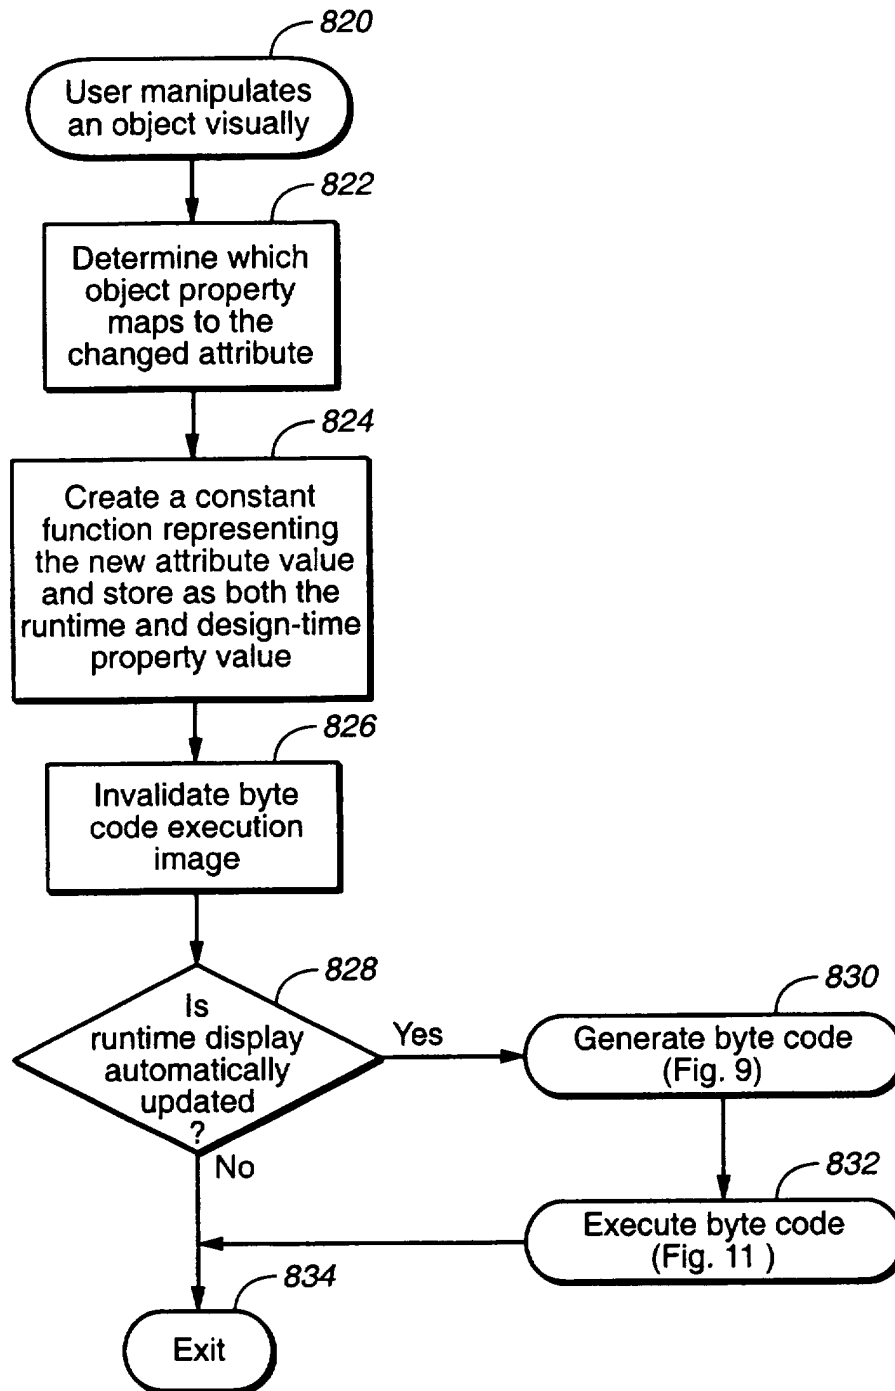 820
User manipulates
an object visually
822
Determine which
object property
maps to the
changed attribute
824
Create a constant
function representing
the new attribute value
and store as both the
runtime and design-time
property value
826
Invalidate byte
code execution
image
828
Is
runtime display
automatically
updated
?
Yes
No
830
Generate byte code
(Fig. 9)
832
Execute byte code
(Fig. 11 )
834
Exit